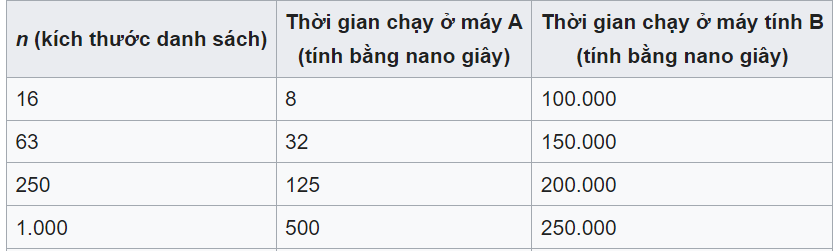 n (kích thước danh sách) Thời gian chạy ở máy A Thời gian chạy ở máy tính B
(tính bằng nano giây) (tính bằng nano giây)
16 8 100.000
63 32 150.000
250 125 200.000
1.000 500 250.000